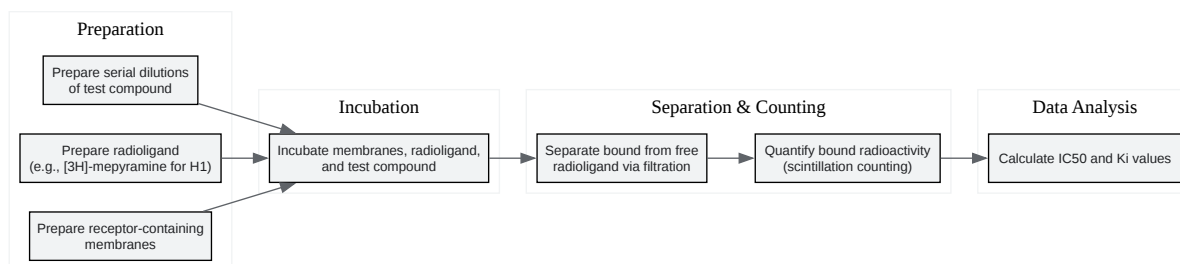 Preparation
Prepare serial dilutions
of test compound
Prepare radioligand
(e.g., [3H]-mepyramine for H1)
Prepare receptor-containing
membranes
Incubation
Incubate membranes, radioligand,
and test compound
Separation & Counting
Separate bound from free
radioligand via filtration
Quantify bound radioactivity
(scintillation counting)
Data Analysis
Calculate IC50 and Ki values